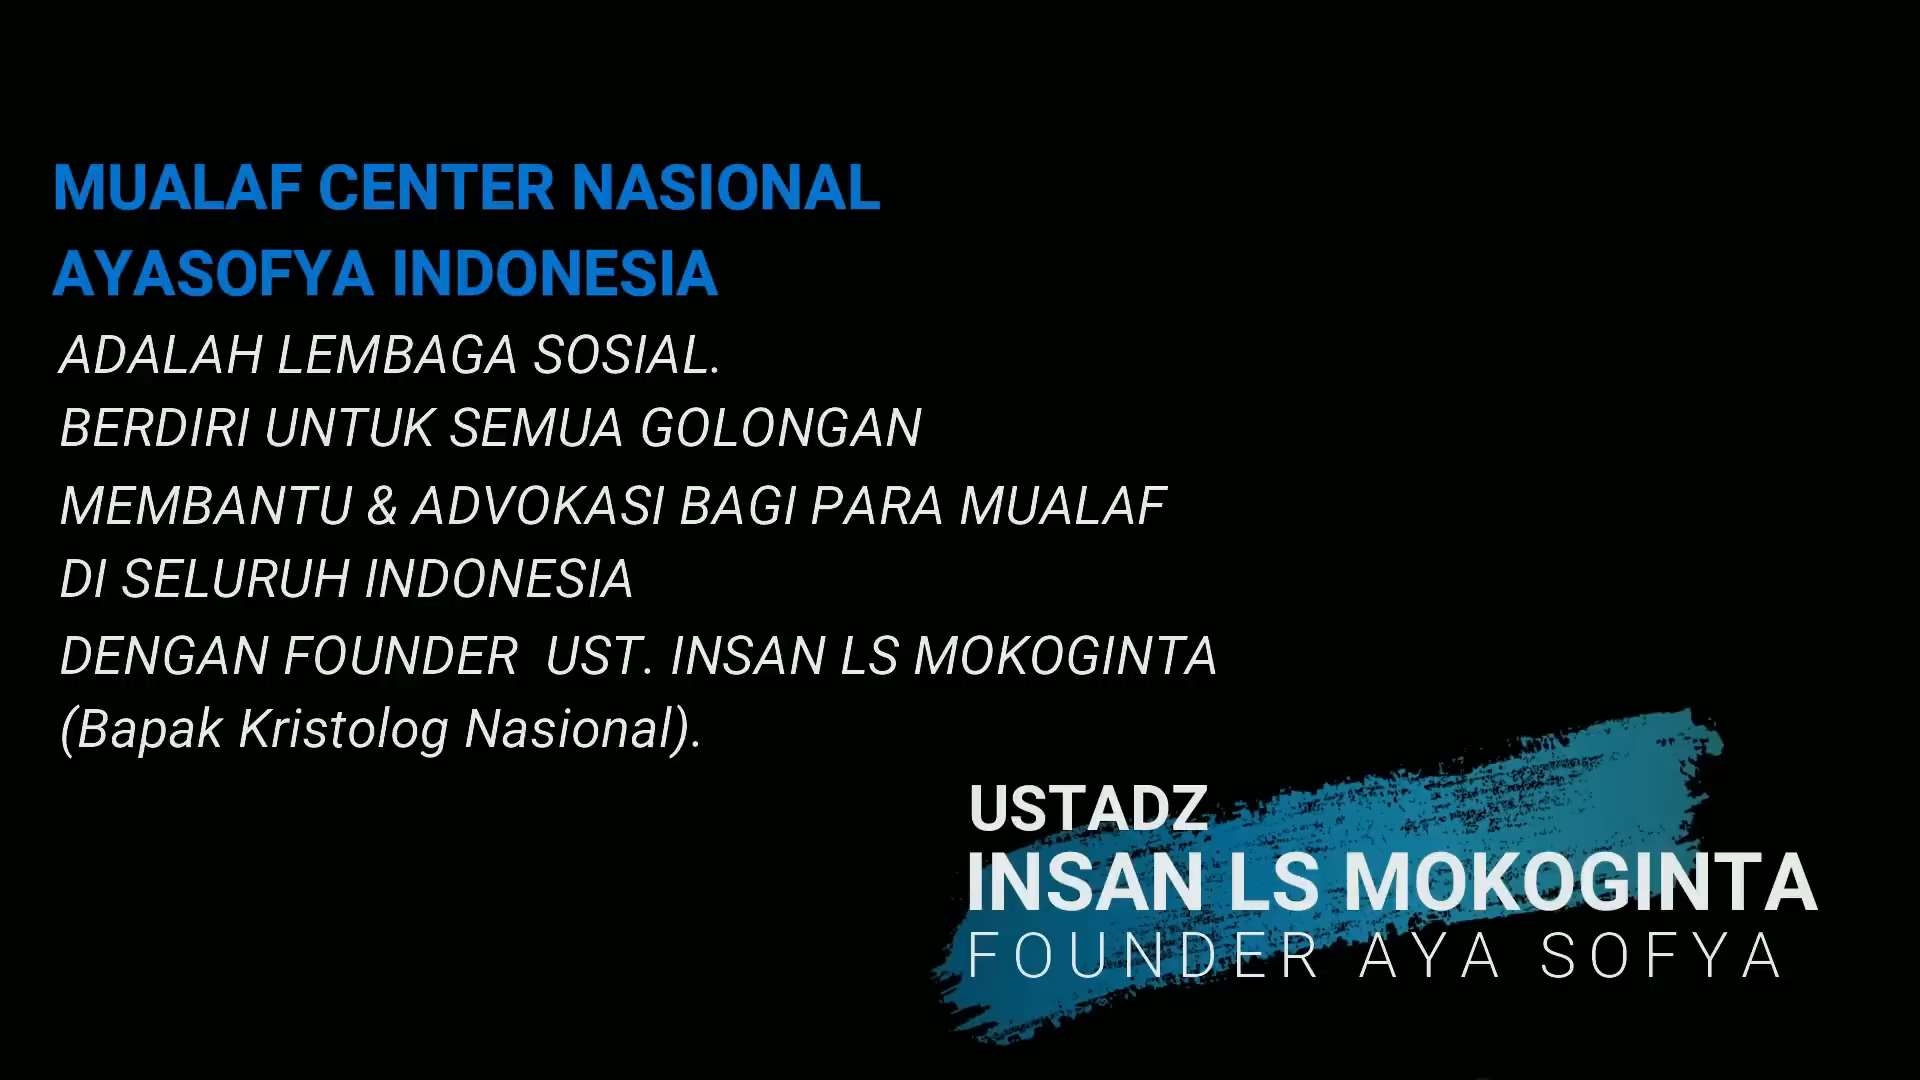 MUALAF CENTER NASIONAL
AYASOFYA INDONESIA
ADALAH LEMBAGA SOSIAL.
BERDIRI UNTUK SEMUA GOLONGAN
MEMBANTU & ADVOKASI BAGI PARA MUALAF
DI SELURUH INDONESIA
DENGAN FOUNDER  UST. INSAN LS MOKOGINTA
(Bapak Kristolog Nasional).
USTADZ
INSAN LS MOKOGINTA
FOUNDER AYA SOFYA